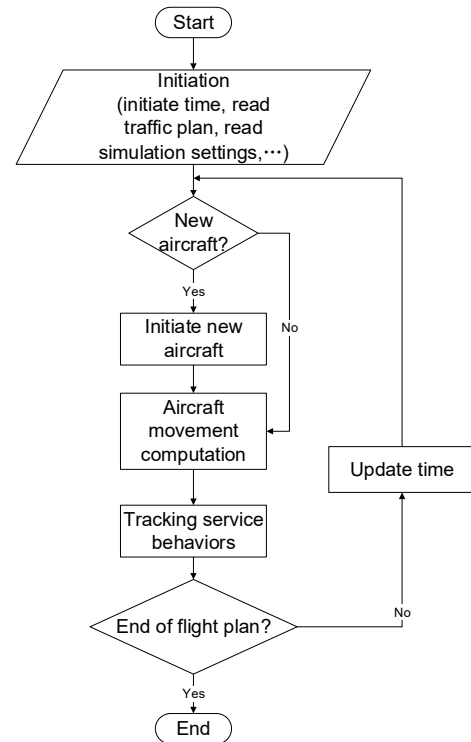 Start
Initiation
(initiate time, read
traffic plan, read
simulation settings,⋯)
New
aircraft?
Yes
No
Initiate new
aircraft
Aircraft
movement
computation
Update time
Tracking service
behaviors
End of flight plan?
No
Yes
End